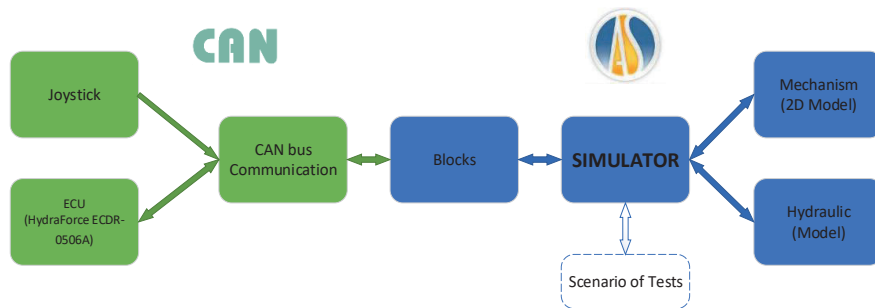 CAN
AS
Joystick
Mechanism
(2D Model)
CAN bus
Communication
Blocks
SIMULATOR
ECU
(HydraForce ECDR-
0506A)
Hydraulic
(Model)
Scenario of Tests